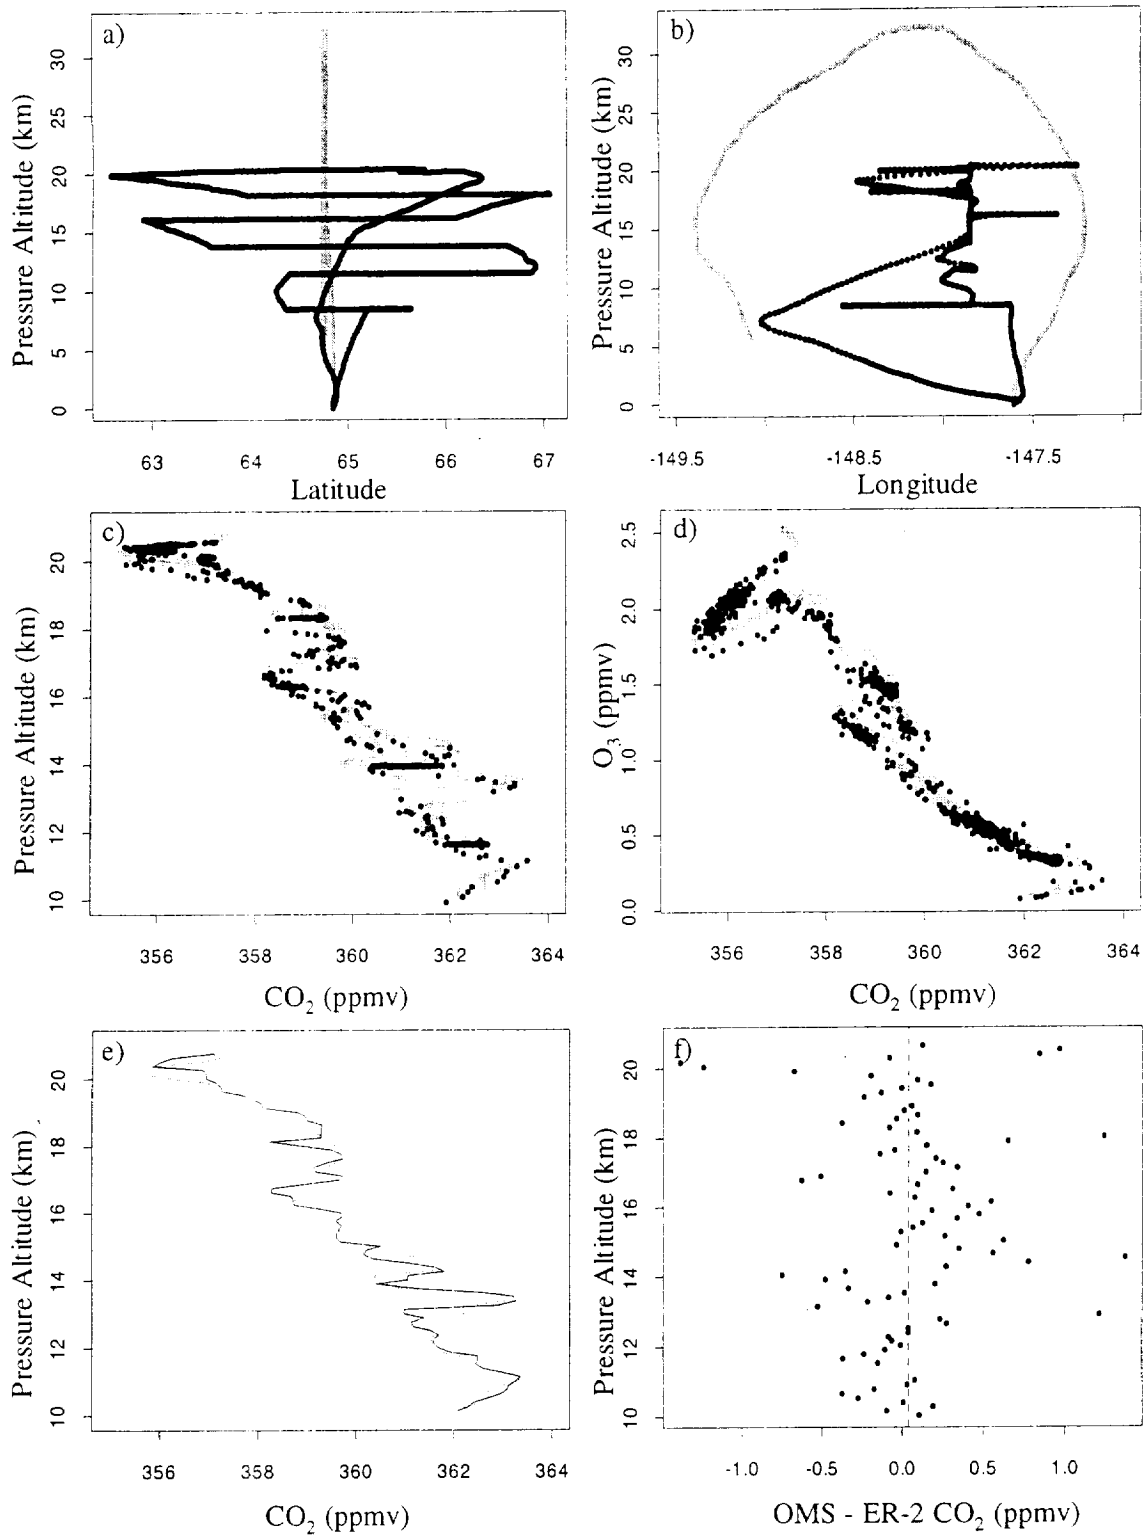 a)
Pressure Altitude (km)
0 5 10 15 20 25 30
63 64 65 66 67
Latitude
b)
Pressure Altitude (km)
0 5 10 15 20 25 30
-149.5 -148.5 -147.5
Longitude
c)
Pressure Altitude (km)
10 12 14 16 18 20
356 358 360 362 364
CO2 (ppmv)
d)
O3 (ppmv)
0.0 0.5 1.0 1.5 2.0 2.5
356 358 360 362 364
CO2 (ppmv)
e)
Pressure Altitude (km)
10 12 14 16 18 20
356 358 360 362 364
CO2 (ppmv)
f)
Pressure Altitude (km)
10 12 14 16 18 20
-1.0 -0.5 0.0 0.5 1.0
OMS - ER-2 CO2 (ppmv)